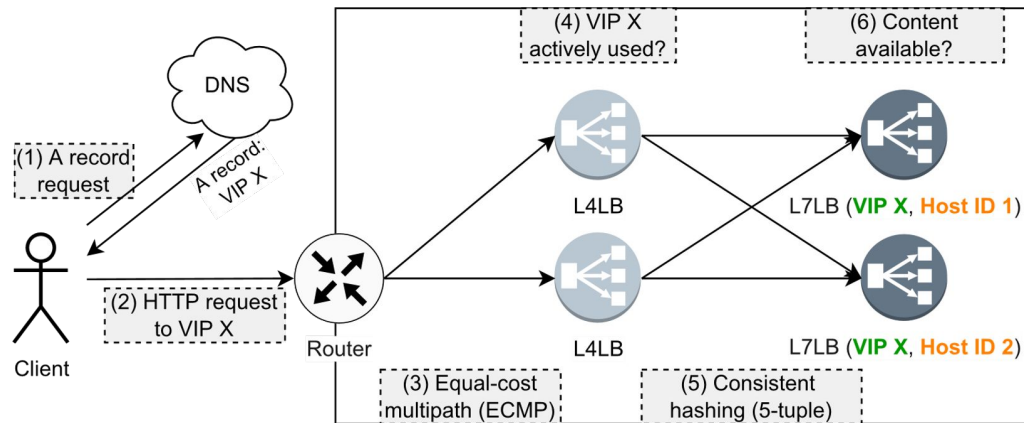 (4) VIP X
actively used?
(6) Content
available?
DNS
(1) A record
request
A record:
VIP X
L4LB
L7LB (VIP X, Host ID 1)
(2) HTTP request
to VIP X
Client
Router
L4LB
L7LB (VIP X, Host ID 2)
(3) Equal-cost
multipath (ECMP)
(5) Consistent
hashing (5-tuple)